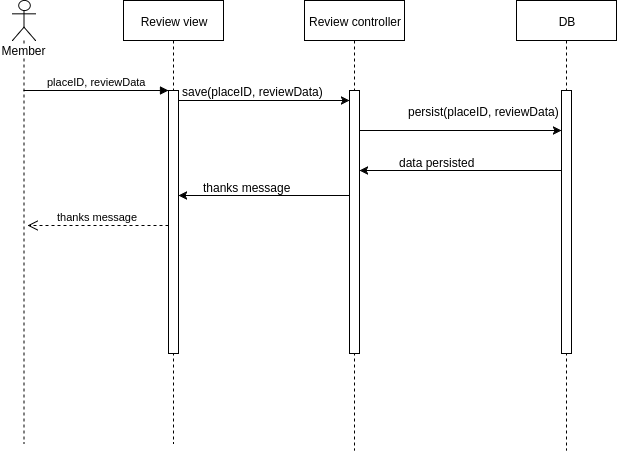 Review view
Review controller
DB
Member
placeID, reviewData
save(placeID, reviewData)
persist(placeID, reviewData)
data persisted
thanks message
thanks message